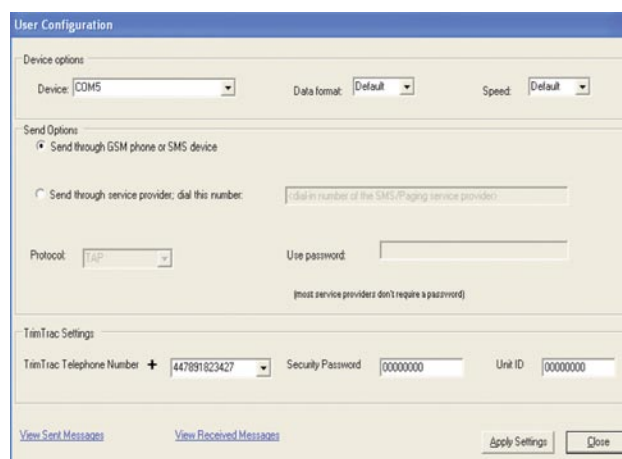 User Configuration
Device options
Device: COM5 Data format: Default Speed: Default
Send Options
Send through GSM phone or SMS device
Send through service provider; dial this number: <dial-in number of the SMS/Paging service provider>
Protocol: TAP Use password:
(most service providers don't require a password)
TrimTrac Settings
TrimTrac Telephone Number + 447891823427 Security Password 00000000 Unit ID 00000000
View Sent Messages View Received Messages Apply Settings Close